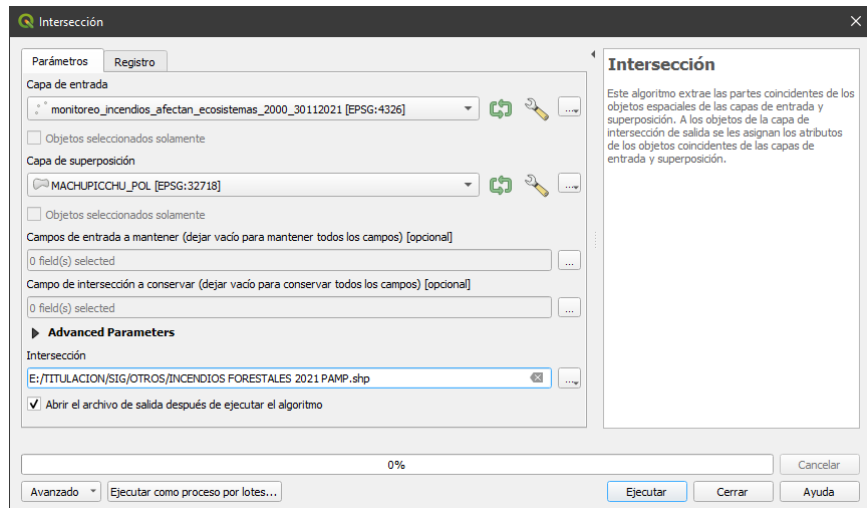 Intersección
Parámetros
Registro
Capa de entrada
monitoreo_incendios_afectan_ecosistemas_2000_30112021 [EPSG:4326]
Objetos seleccionados solamente
Capa de superposición
MACHUPICCHU_POL [EPSG:32718]
Objetos seleccionados solamente
Campos de entrada a mantener (dejar vacío para mantener todos los campos) [opcional]
0 field(s) selected
...
Campo de intersección a conservar (dejar vacío para conservar todos los campos) [opcional]
0 field(s) selected
...
Advanced Parameters
Intersección
E:/TITULACION/SIG/OTROS/INCENDIOS FORESTALES 2021 PAMP.shp
Abrir el archivo de salida después de ejecutar el algoritmo
Intersección
Este algoritmo extrae las partes coincidentes de los
objetos espaciales de las capas de entrada y
superposición. A los objetos de la capa de
intersección de salida se les asignan los atributos
de los objetos coincidentes de las capas de
entrada y superposición.
0%
Cancelar
Avanzado
Ejecutar como proceso por lotes...
Ejecutar
Cerrar
Ayuda